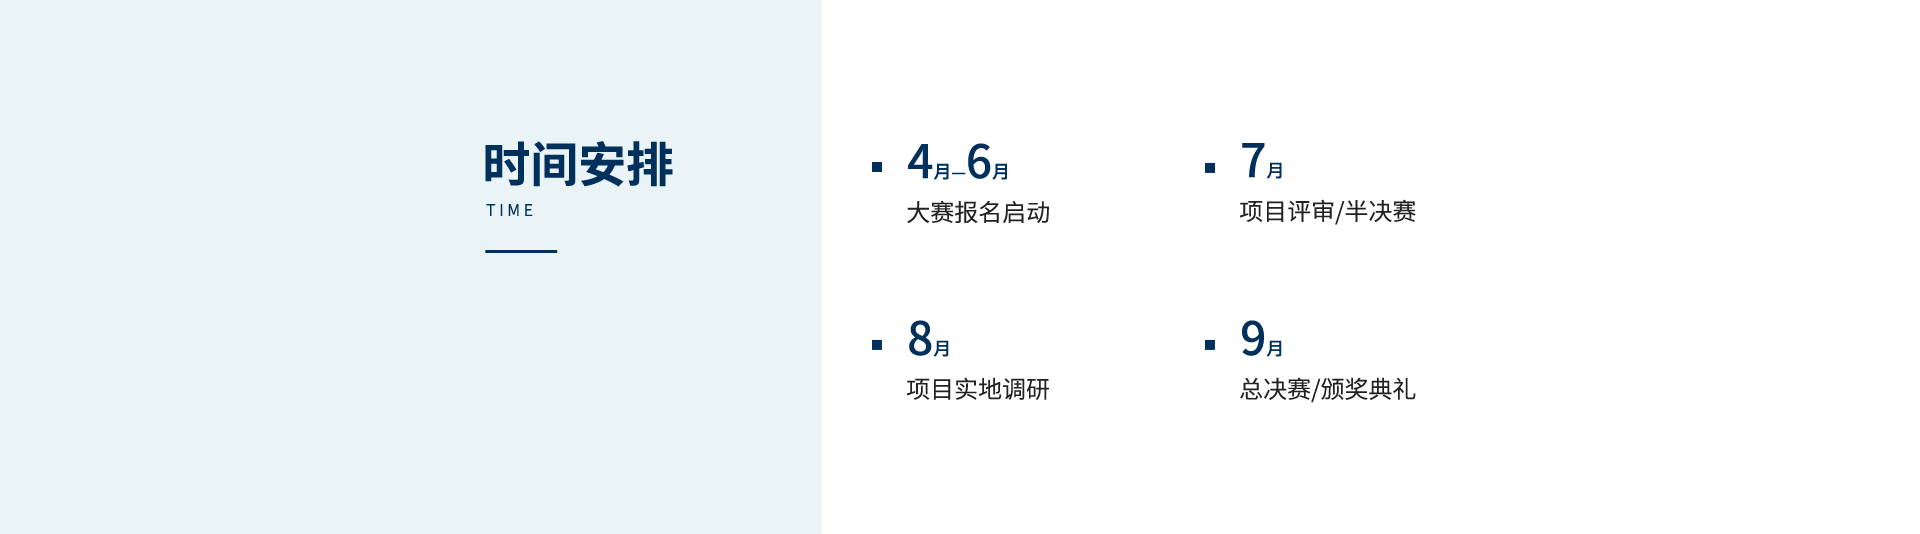 时间安排
TIME
4月–6月
大赛报名启动
7月
项目评审/半决赛
8月
项目实地调研
9月
总决赛/颁奖典礼